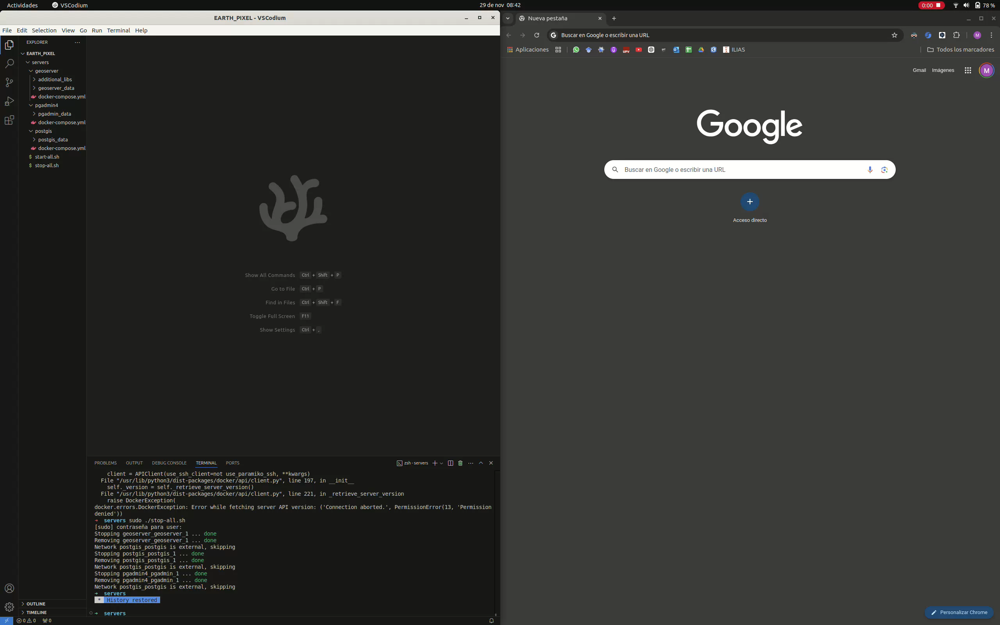 Actividades
VSCodium
29 de nov 08:42
0:00
78 %
EARTH_PIXEL - VSCodium
File Edit Selection View Go Run Terminal Help
EXPLORER
EARTH_PIXEL
servers
geoserver
additional_libs
geoserver_data
docker-compose.yml
pgadmin4
pgadmin_data
docker-compose.yml
postgis
postgis_data
docker-compose.yml
$ start-all.sh
$ stop-all.sh
OUTLINE
TIMELINE
Show All Commands Ctrl + Shift + P
Go to File Ctrl + P
Find in Files Ctrl + Shift + F
Toggle Full Screen F11
Show Settings Ctrl + ,
PROBLEMS OUTPUT DEBUG CONSOLE TERMINAL PORTS
zsh - servers
client = APIClient(use_ssh_client=not use_paramiko_ssh, **kwargs)
File "/usr/lib/python3/dist-packages/docker/api/client.py", line 197, in __init__
self._version = self._retrieve_server_version()
File "/usr/lib/python3/dist-packages/docker/api/client.py", line 221, in _retrieve_server_version
raise DockerException(
docker.errors.DockerException: Error while fetching server API version: ('Connection aborted.', PermissionError(13, 'Permission
denied'))
➜ servers sudo ./stop-all.sh
[sudo] contraseña para user:
Stopping geoserver_geoserver_1 ... done
Removing geoserver_geoserver_1 ... done
Network postgis_postgis is external, skipping
Stopping postgis_postgis_1 ... done
Removing postgis_postgis_1 ... done
Network postgis_postgis is external, skipping
Stopping pgadmin4_pgadmin_1 ... done
Removing pgadmin4_pgadmin_1 ... done
Network postgis_postgis is external, skipping
➜ servers
* History restored
➜ servers
0 0 0
Nueva pestaña
Buscar en Google o escribir una URL
M
Aplicaciones
UPV
ILIAS
Todos los marcadores
Gmail Imágenes
M
Google
Buscar en Google o escribir una URL
Acceso directo
Personalizar Chrome